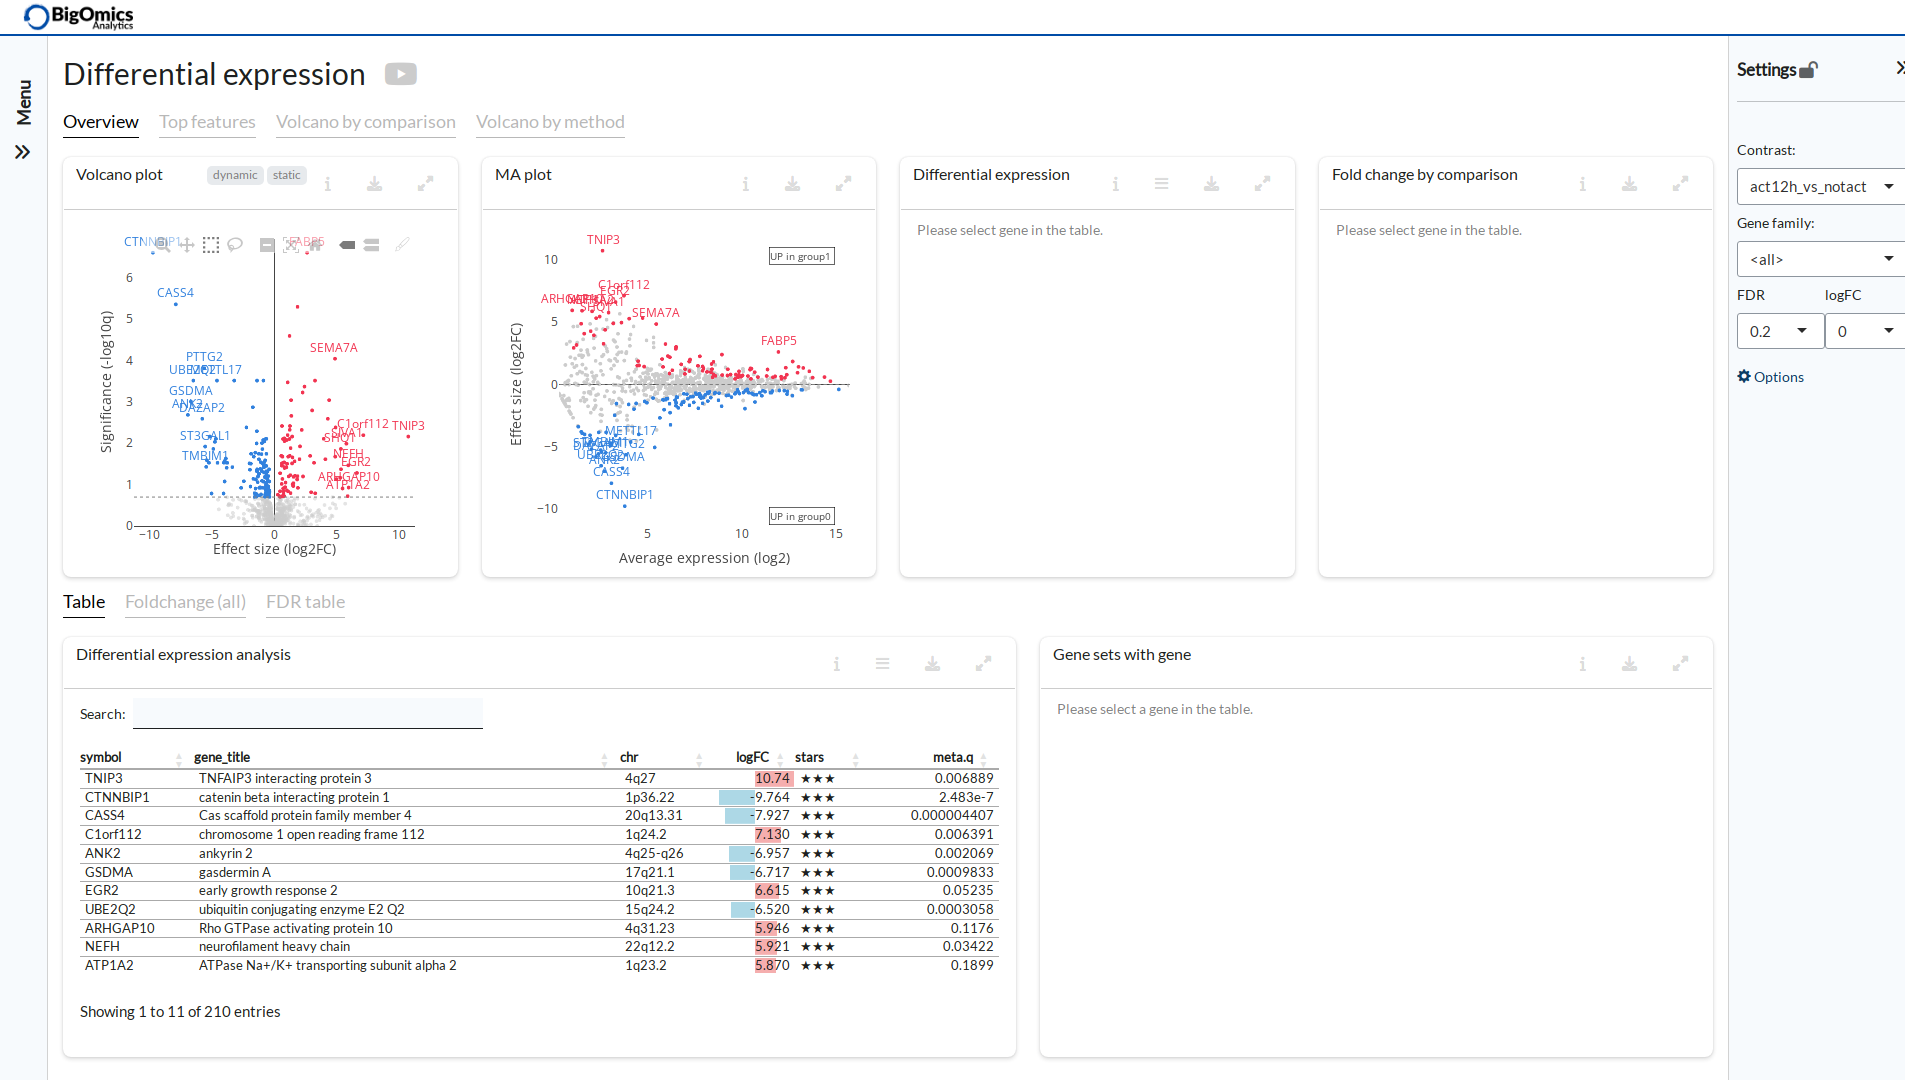 BigOmics
Analytics
Menu
Differential expression
Overview
Top features
Volcano by comparison
Volcano by method
Volcano plot
dynamic
static
CTNNBIP1
FABP5
CASS4
SEMA7A
PTTG2
UBE2Q2
METTL17
GSDMA
ANK2
DAZAP2
ST3GAL1
TMBIM1
C1orf112
TNIP3
SIVA1
SHQ1
NEFH
EGR2
ARHGAP10
ATP1A2
6
5
4
3
2
1
0
−10
−5
0
5
10
Significance (-log10q)
Effect size (log2FC)
MA plot
TNIP3
UP in group1
C1orf112
EGR2
SHQ1
SEMA7A
FABP5
METTL17
CASS4
CTNNBIP1
UP in group0
10
5
0
−5
−10
5
10
15
Effect size (log2FC)
Average expression (log2)
Differential expression
Please select gene in the table.
Fold change by comparison
Please select gene in the table.
Settings
Contrast:
act12h_vs_notact
Gene family:
<all>
FDR
logFC
0.2
0
Options
Table
Foldchange (all)
FDR table
Differential expression analysis
Search:
symbol gene_title chr logFC stars meta.q
TNIP3 TNFAIP3 interacting protein 3 4q27 10.74 ★★★ 0.006889
CTNNBIP1 catenin beta interacting protein 1 1p36.22 -9.764 ★★★ 2.483e-7
CASS4 Cas scaffold protein family member 4 20q13.31 -7.927 ★★★ 0.000004407
C1orf112 chromosome 1 open reading frame 112 1q24.2 7.130 ★★★ 0.006391
ANK2 ankyrin 2 4q25-q26 -6.957 ★★★ 0.002069
GSDMA gasdermin A 17q21.1 -6.717 ★★★ 0.0009833
EGR2 early growth response 2 10q21.3 6.615 ★★★ 0.05235
UBE2Q2 ubiquitin conjugating enzyme E2 Q2 15q24.2 -6.520 ★★★ 0.0003058
ARHGAP10 Rho GTPase activating protein 10 4q31.23 5.946 ★★★ 0.1176
NEFH neurofilament heavy chain 22q12.2 5.921 ★★★ 0.03422
ATP1A2 ATPase Na+/K+ transporting subunit alpha 2 1q23.2 5.870 ★★★ 0.1899
Showing 1 to 11 of 210 entries
Gene sets with gene
Please select a gene in the table.